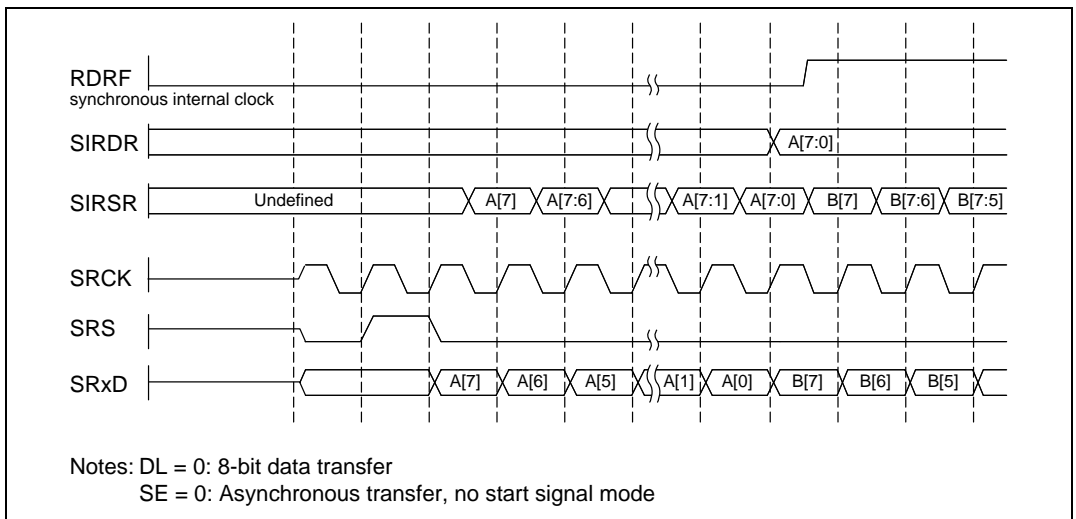 RDRF
synchronous internal clock
SIRDR A[7:0]
SIRSR Undefined A[7] A[7:6] A[7:1] A[7:0] B[7] B[7:6] B[7:5]
SRCK
SRS
SRxD A[7] A[6] A[5] A[1] A[0] B[7] B[6] B[5]
Notes: DL = 0: 8-bit data transfer
SE = 0: Asynchronous transfer, no start signal mode